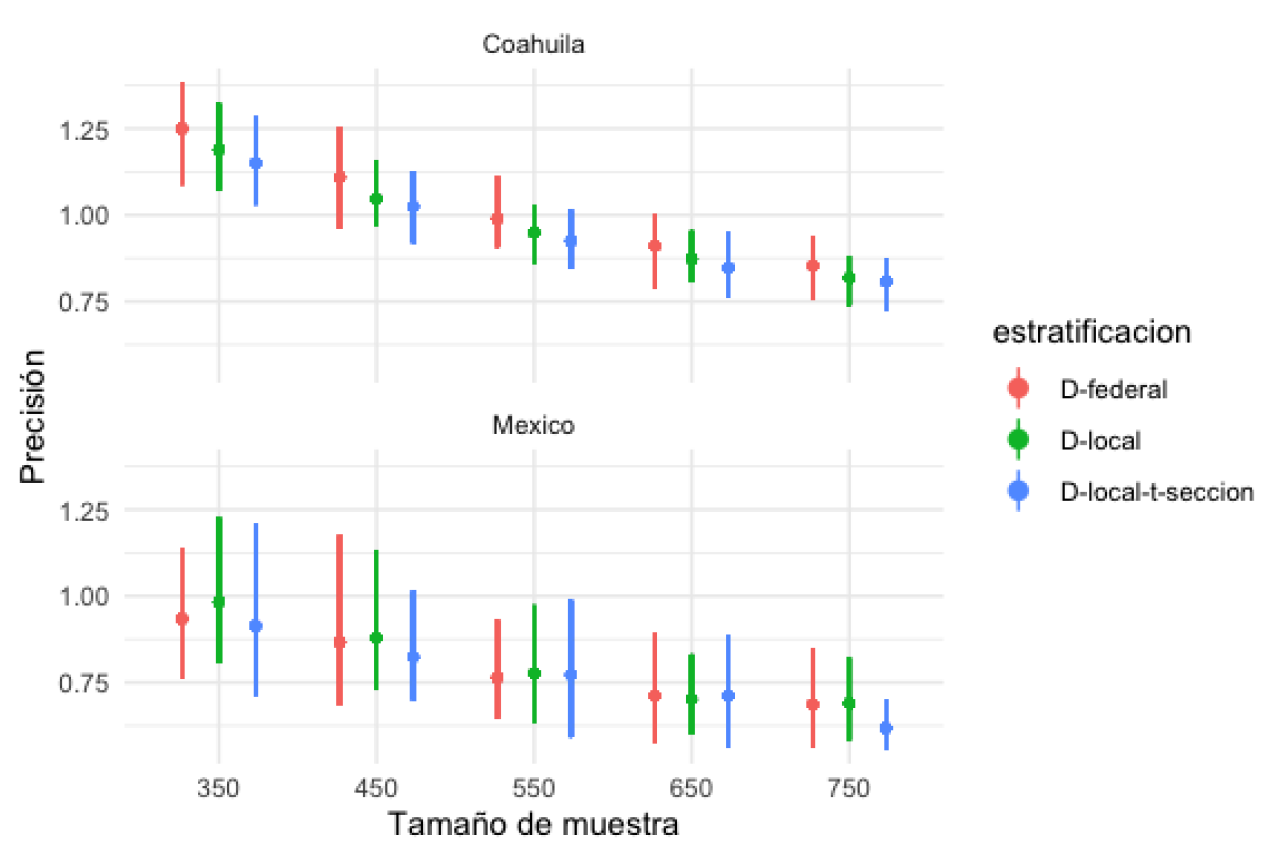 Coahuila
1.25
1.00
0.75
Precisión
Mexico
1.25
1.00
0.75
350 450 550 650 750
Tamaño de muestra
estratificacion
D-federal
D-local
D-local-t-seccion